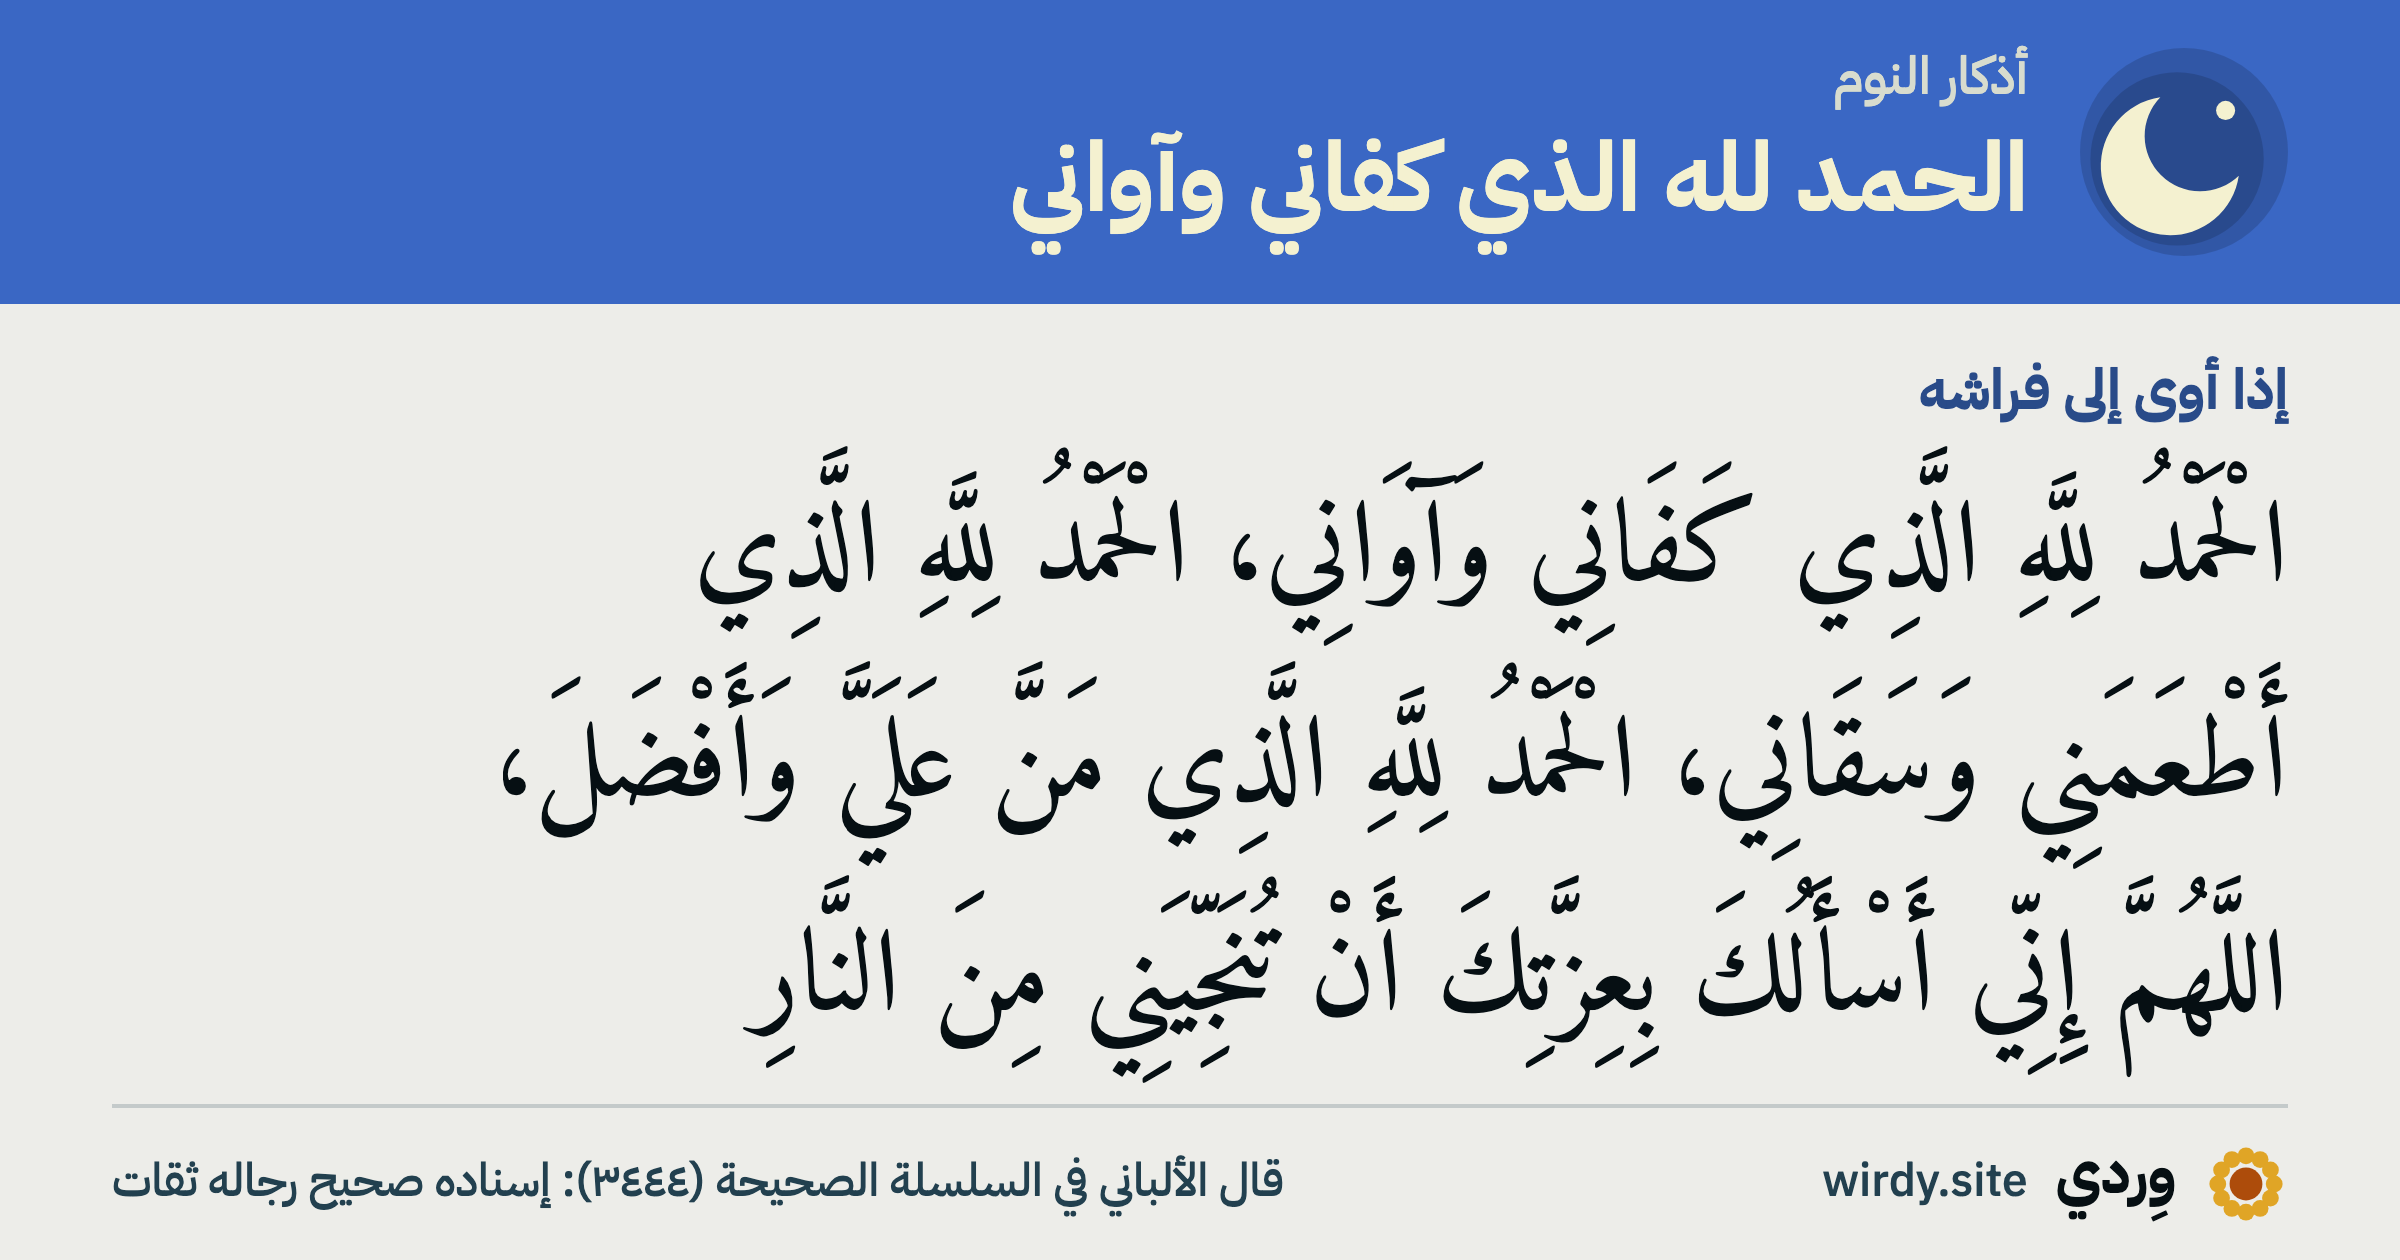 أذكار النوم
الحمد لله الذي كفاني وآواني
إذا أوى إلى فراشه
الْحَمْدُ لِلَّهِ الَّذِي كَفَانِي وَآوَانِي، الْحَمْدُ لِلَّهِ الَّذِي
أَطْعَمَنِي وَسَقَانِي، الْحَمْدُ لِلَّهِ الَّذِي مَنَّ عَلَيَّ وَأَفْضَلَ،
اللَّهُمَّ إِنِّي أَسْأَلُكَ بِعِزَّتِكَ أَنْ تُنَجِّيَنِي مِنَ النَّارِ
وِردي wirdy.site
قال الألباني في السلسلة الصحيحة (٣٤٤٤): إسناده صحيح رجاله ثقات